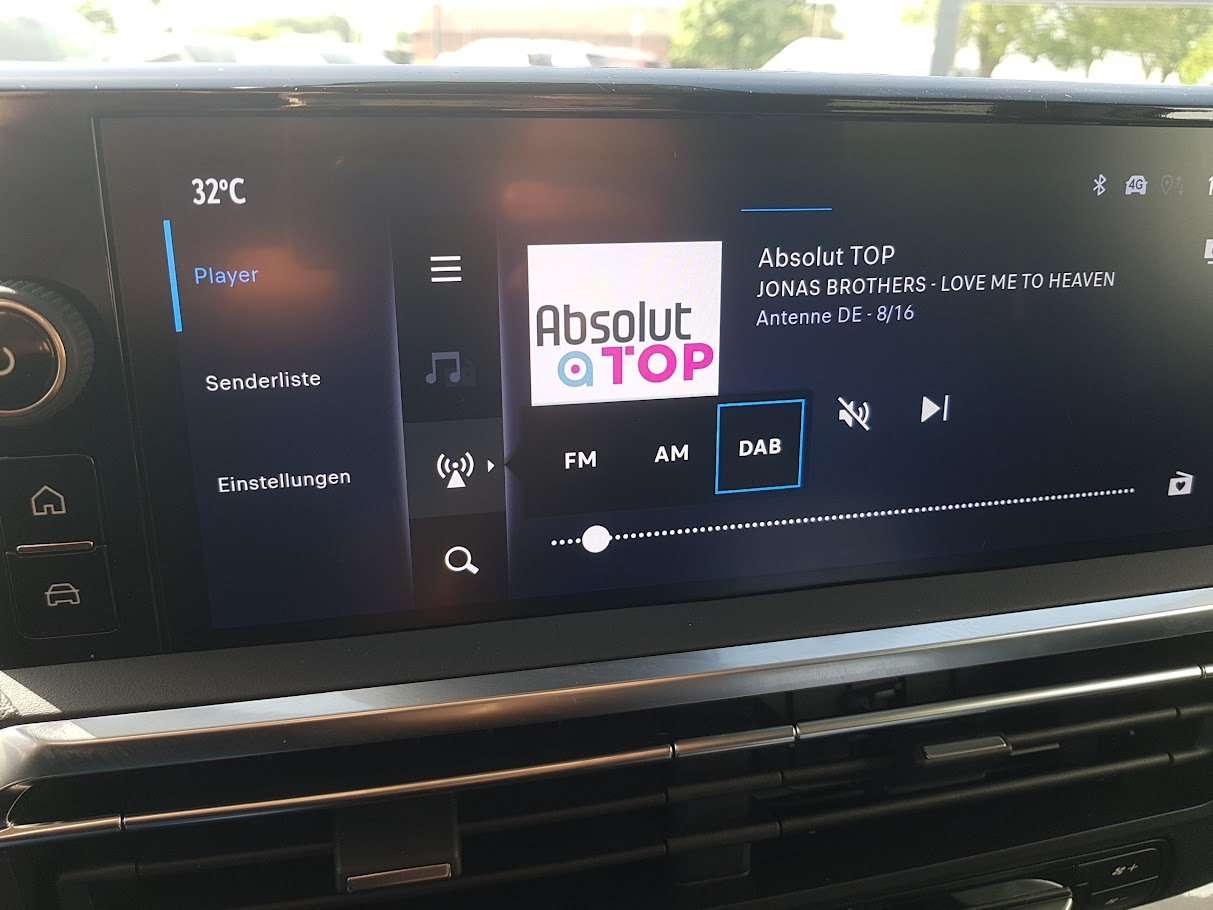 32°C
4G
Player
Senderliste
Einstellungen
Absolut
TOP
Absolut TOP
JONAS BROTHERS - LOVE ME TO HEAVEN
Antenne DE - 8/16
FM
AM
DAB